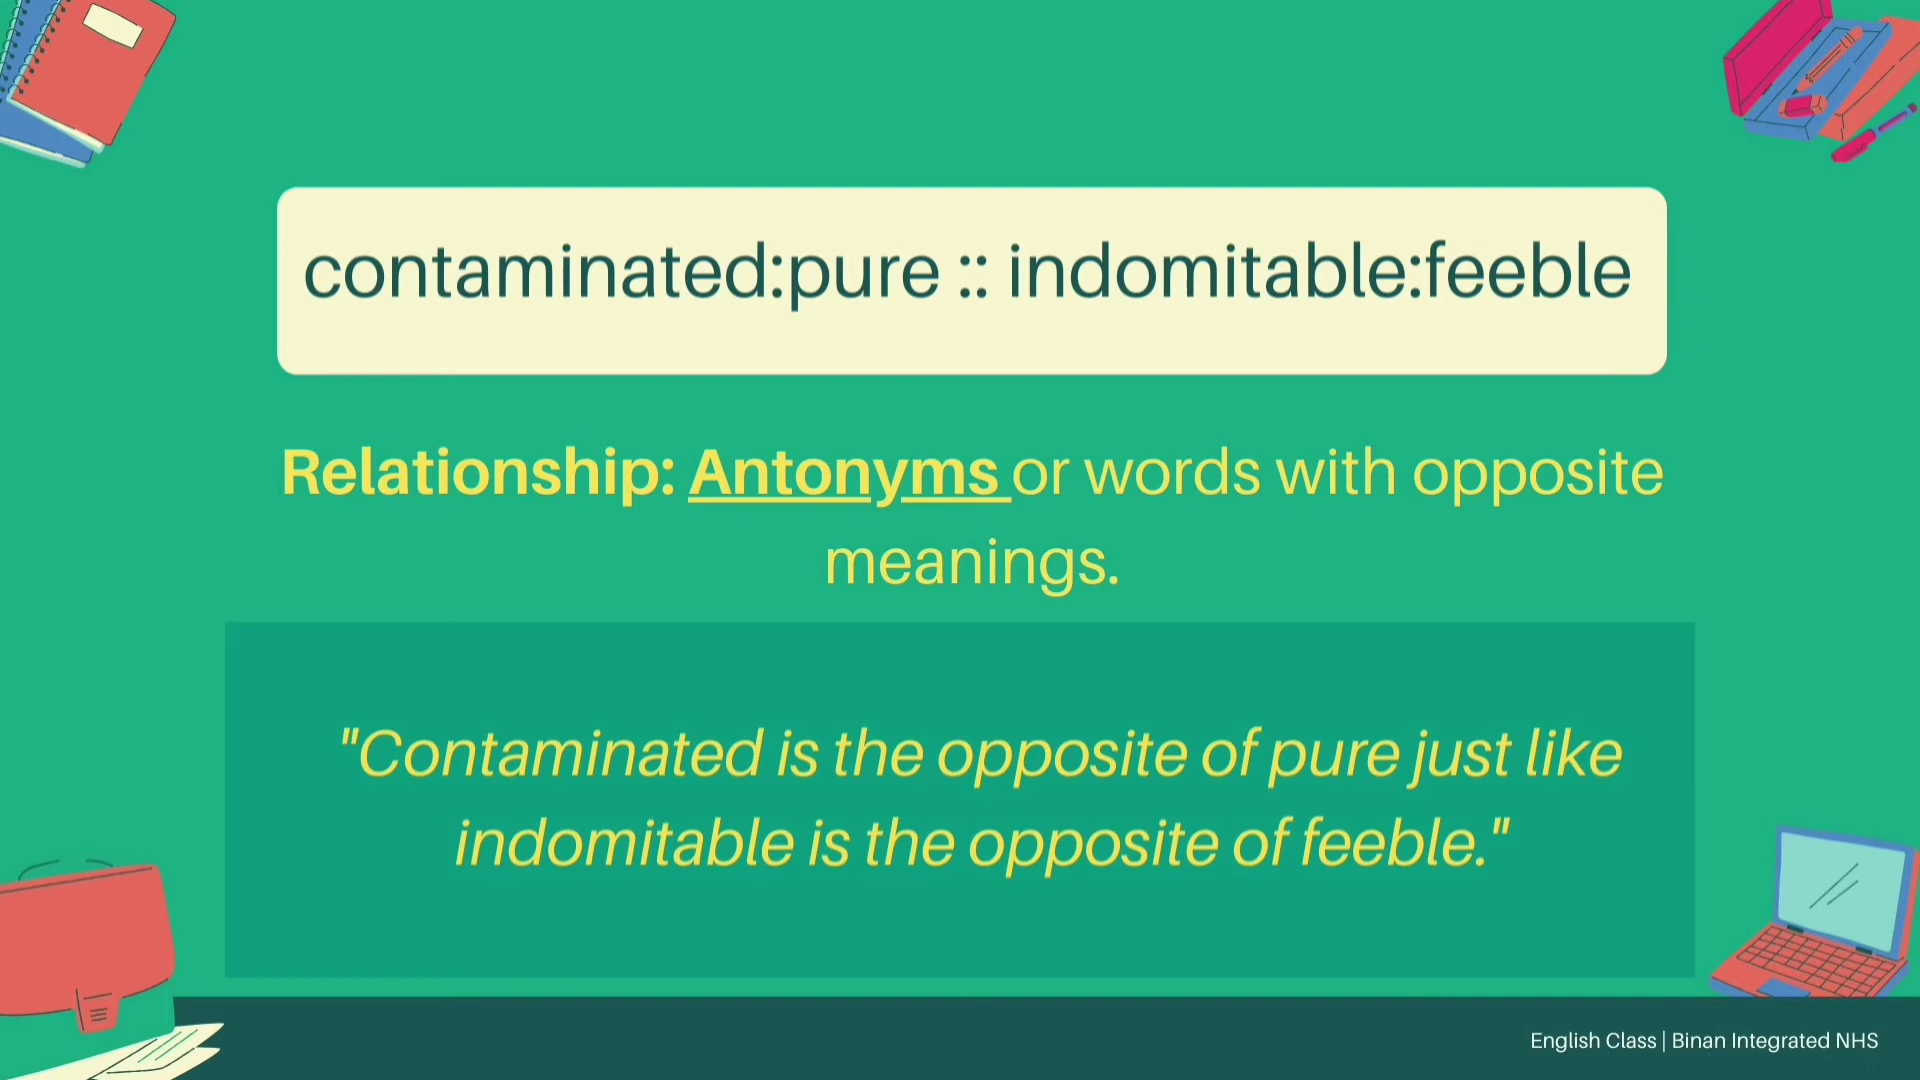 contaminated:pure :: indomitable:feeble
Relationship: Antonyms or words with opposite
meanings.
"Contaminated is the opposite of pure just like
indomitable is the opposite of feeble."
English Class | Binan Integrated NHS